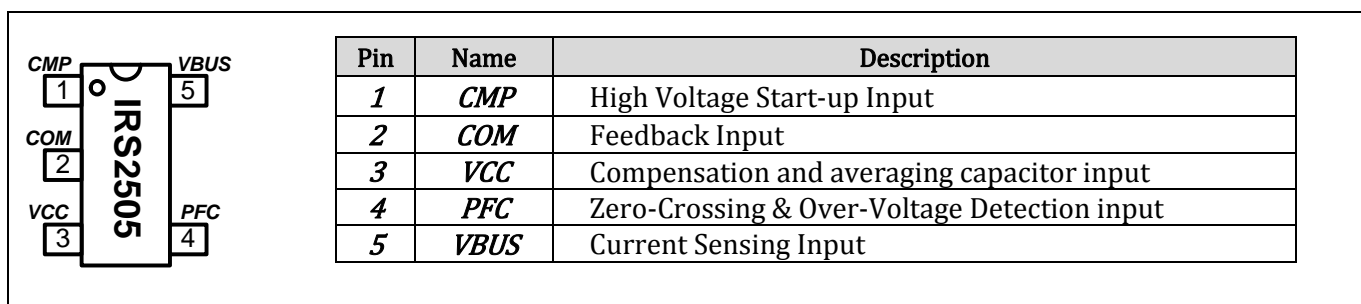 CMP
VBUS
1
5
COM
2
IRS2505
VCC
PFC
3
4
Pin Name Description
1 CMP High Voltage Start-up Input
2 COM Feedback Input
3 VCC Compensation and averaging capacitor input
4 PFC Zero-Crossing & Over-Voltage Detection input
5 VBUS Current Sensing Input